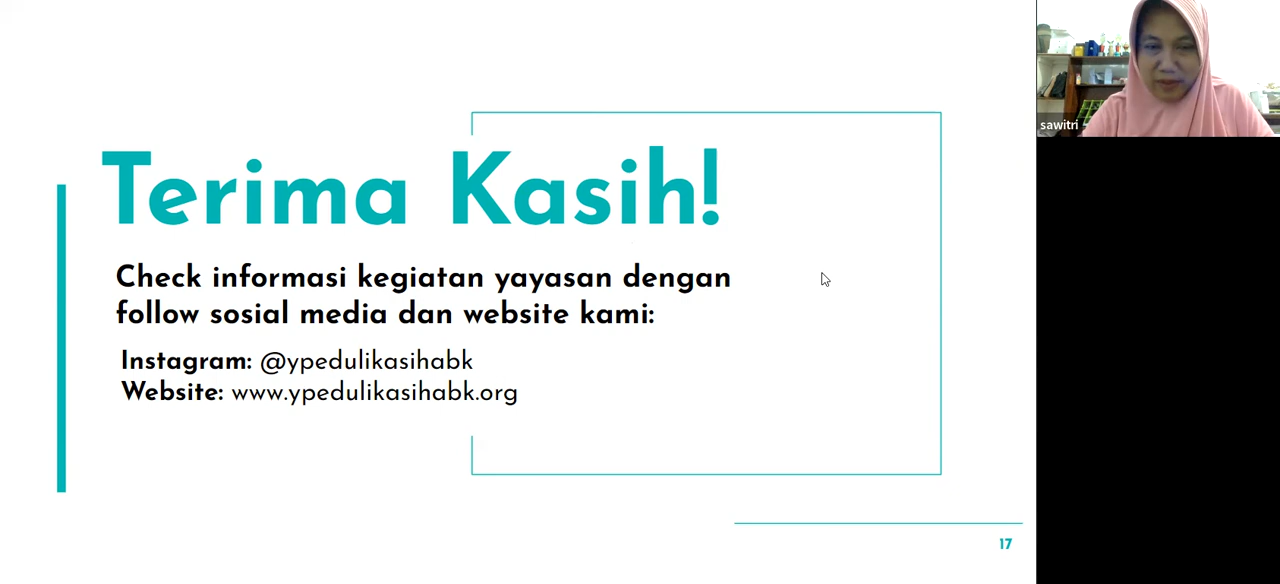 Terima Kasih!
Check informasi kegiatan yayasan dengan
follow sosial media dan website kami:
Instagram: @ypedulikasihabk
Website: www.ypedulikasihabk.org
17
sawitri